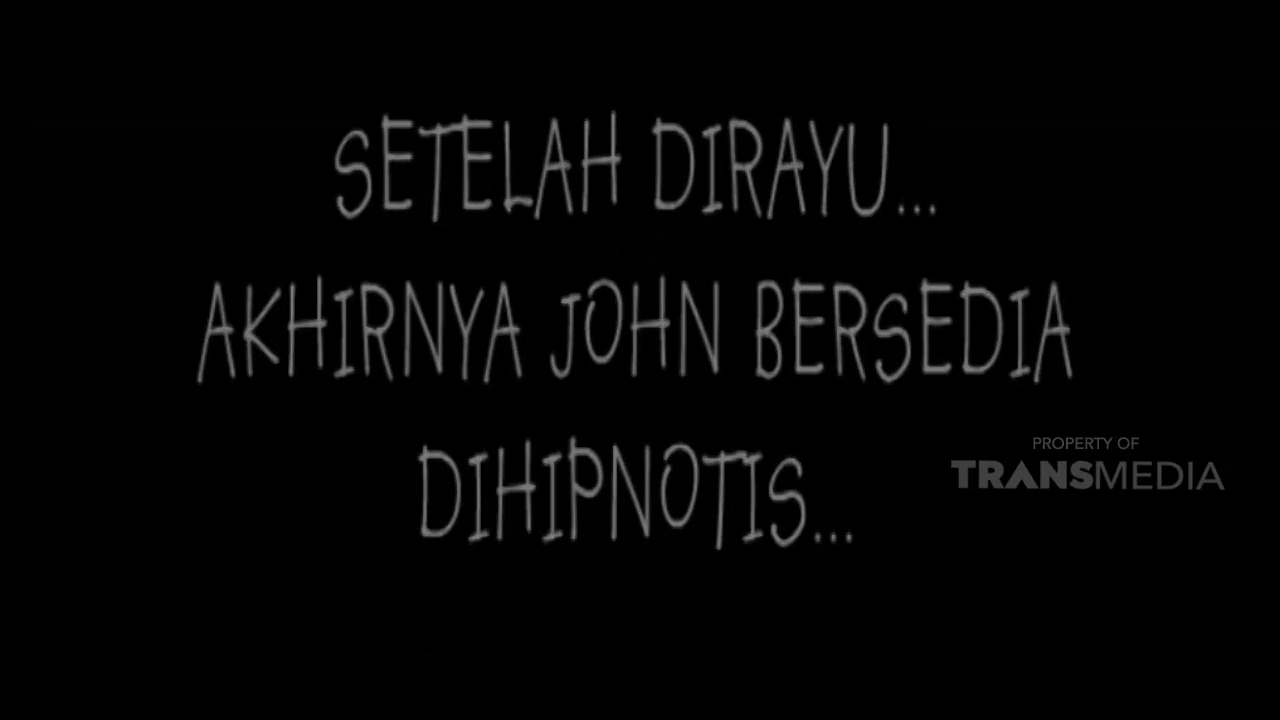 SETELAH DIRAYU...
AKHIRNYA JOHN BERSEDIA
DIHIPNOTIS...
PROPERTY OF
TRANSMEDIA